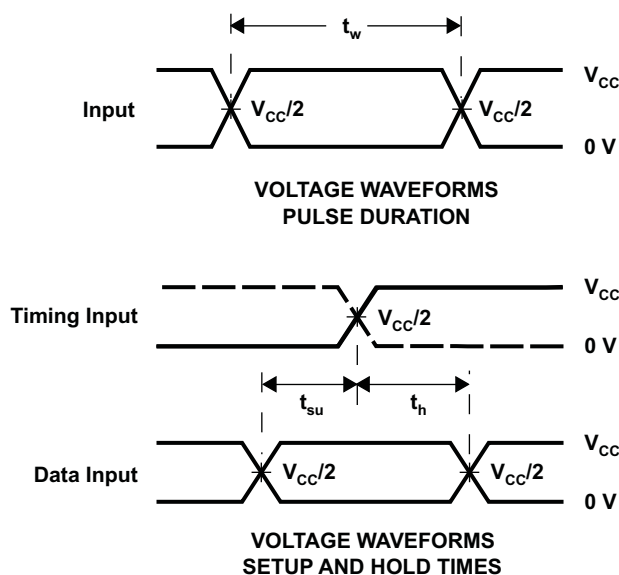 t_w
V_CC
Input
V_CC/2
V_CC/2
0 V
VOLTAGE WAVEFORMS
PULSE DURATION
V_CC
Timing Input
V_CC/2
0 V
t_su
t_h
V_CC
Data Input
V_CC/2
V_CC/2
0 V
VOLTAGE WAVEFORMS
SETUP AND HOLD TIMES